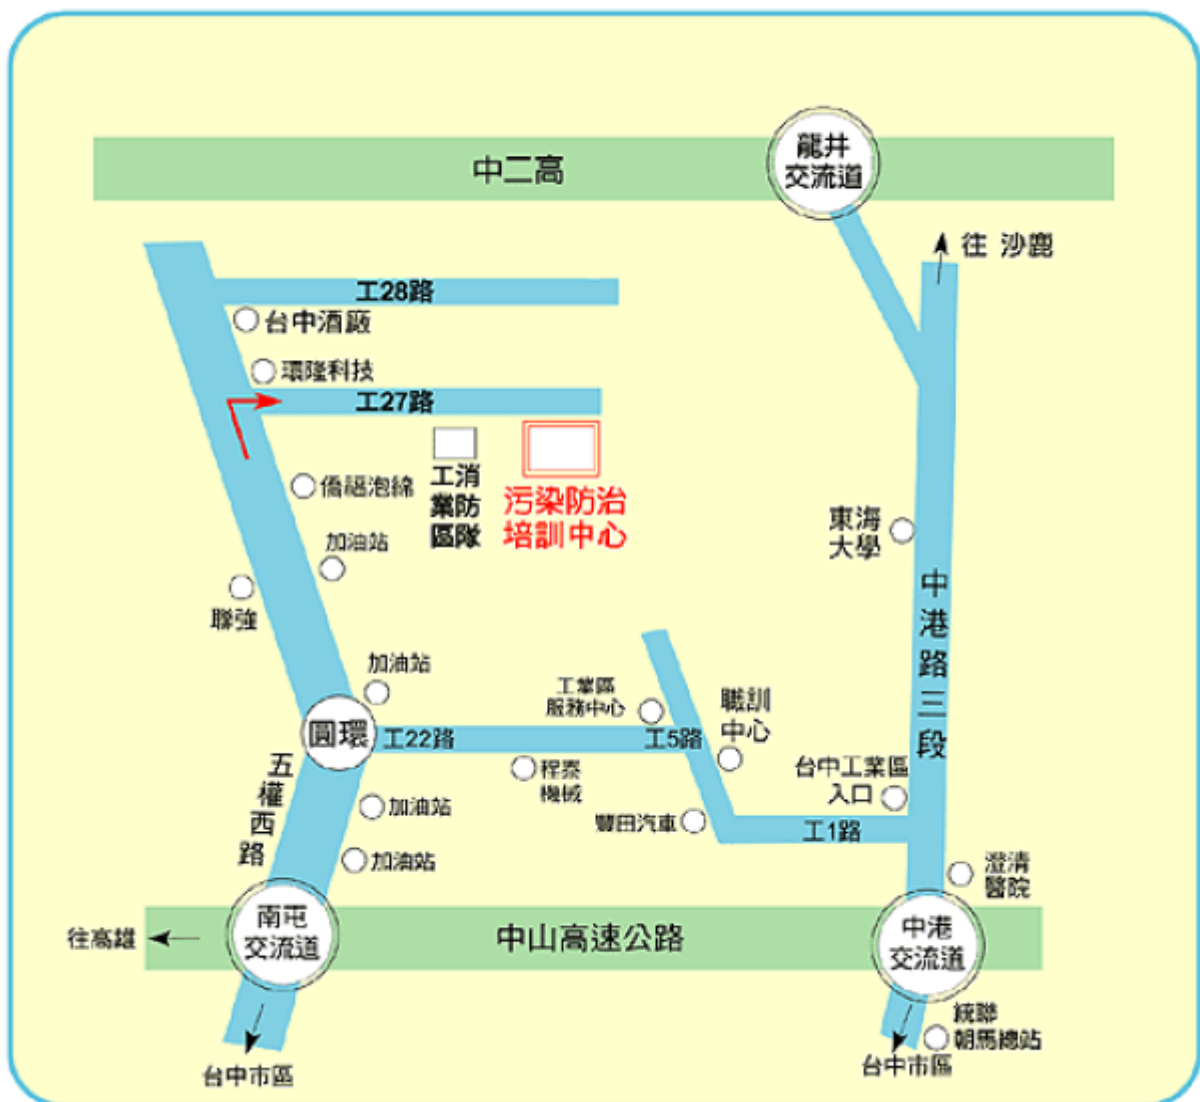 中二高
龍井
交流道
往 沙鹿
工28路
台中酒廠
環隆科技
工27路
僑福泡綿
工消
業防
區隊
污染防治
培訓中心
加油站
聯強
東海
大學
中港路三段
加油站
工業區
服務中心
職訓
中心
圓環
工22路
工5路
程泰
機械
台中工業區
入口
五權西路
加油站
豐田汽車
工1路
加油站
澄清
醫院
南屯
交流道
往高雄
中山高速公路
中港
交流道
統聯
朝馬總站
台中市區
台中市區